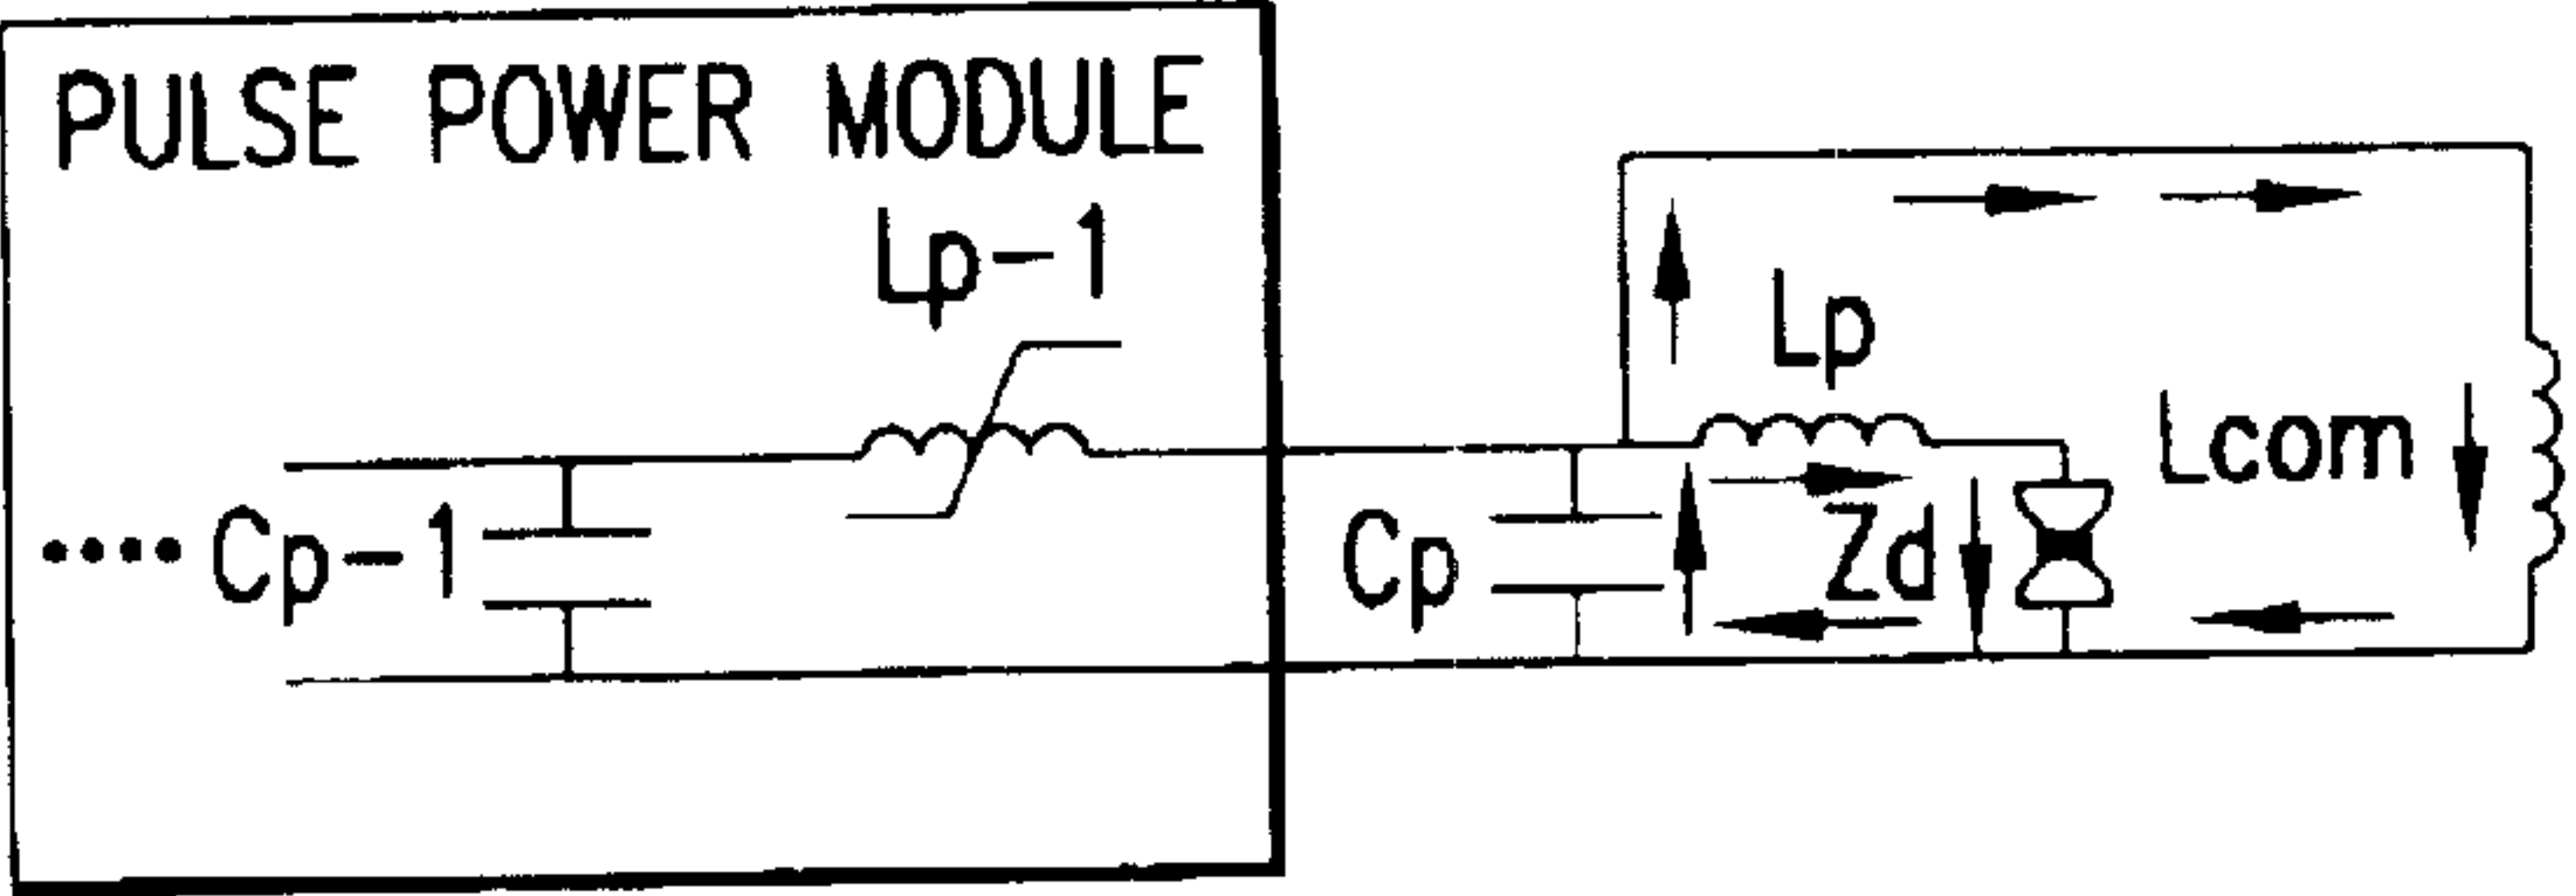 PULSE POWER MODULE
Lp-1
Lp
Lcom
....Cp-1
Cp
Zd